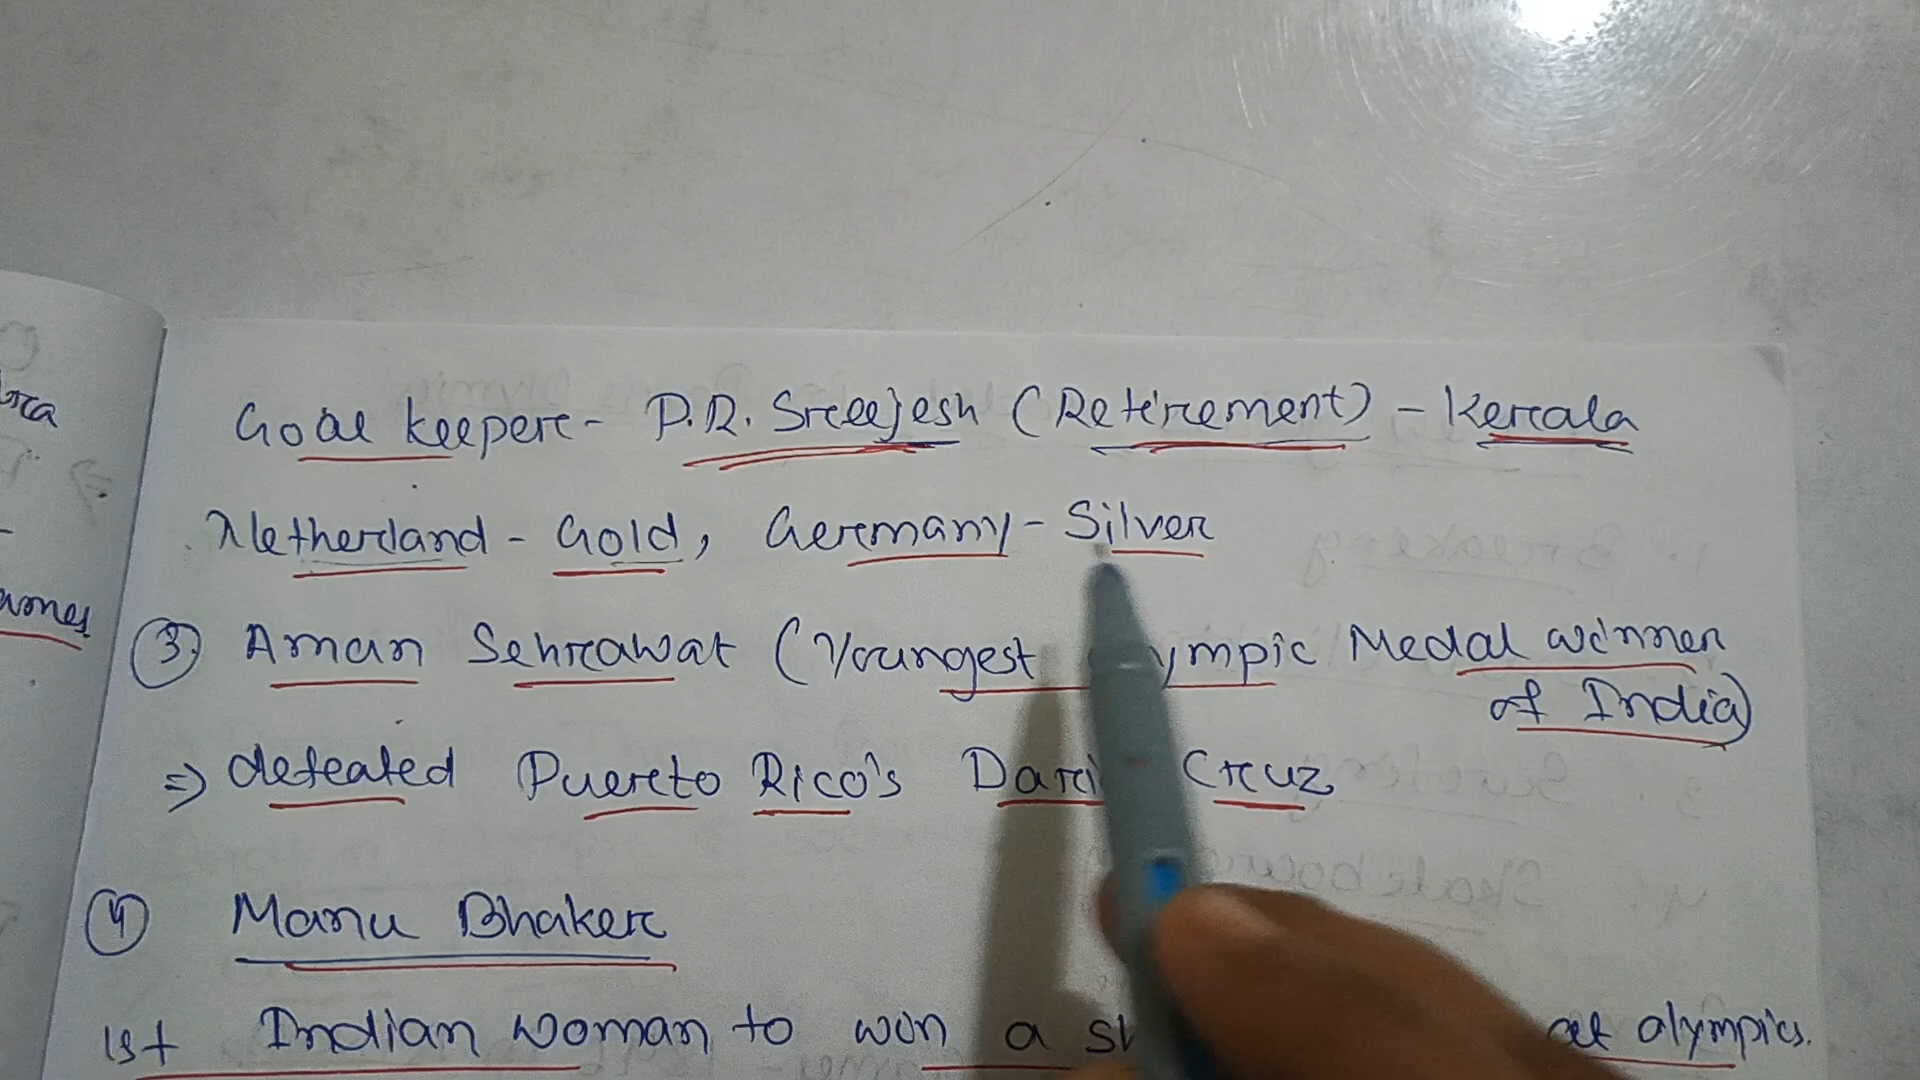 Goal keeper - P.R. Sreejesh (Retirement) - Kerala
Netherland - Gold, Germany - Silver
③ Aman Sehrawat (Youngest ympic Medal winner
of India)
⇒ defeated Puerto Rico's Dari Cruz
④ Manu Bhaker
1st Indian woman to won a at olympics.